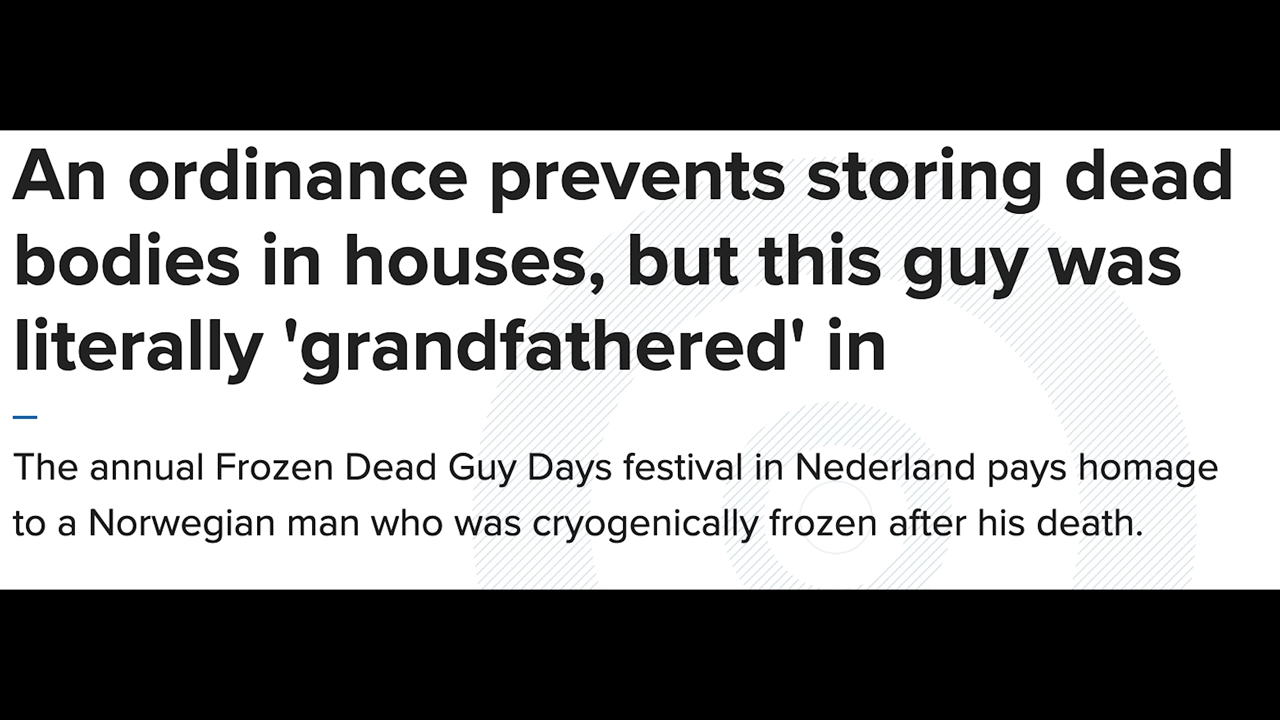 An ordinance prevents storing dead
bodies in houses, but this guy was
literally 'grandfathered' in
The annual Frozen Dead Guy Days festival in Nederland pays homage
to a Norwegian man who was cryogenically frozen after his death.